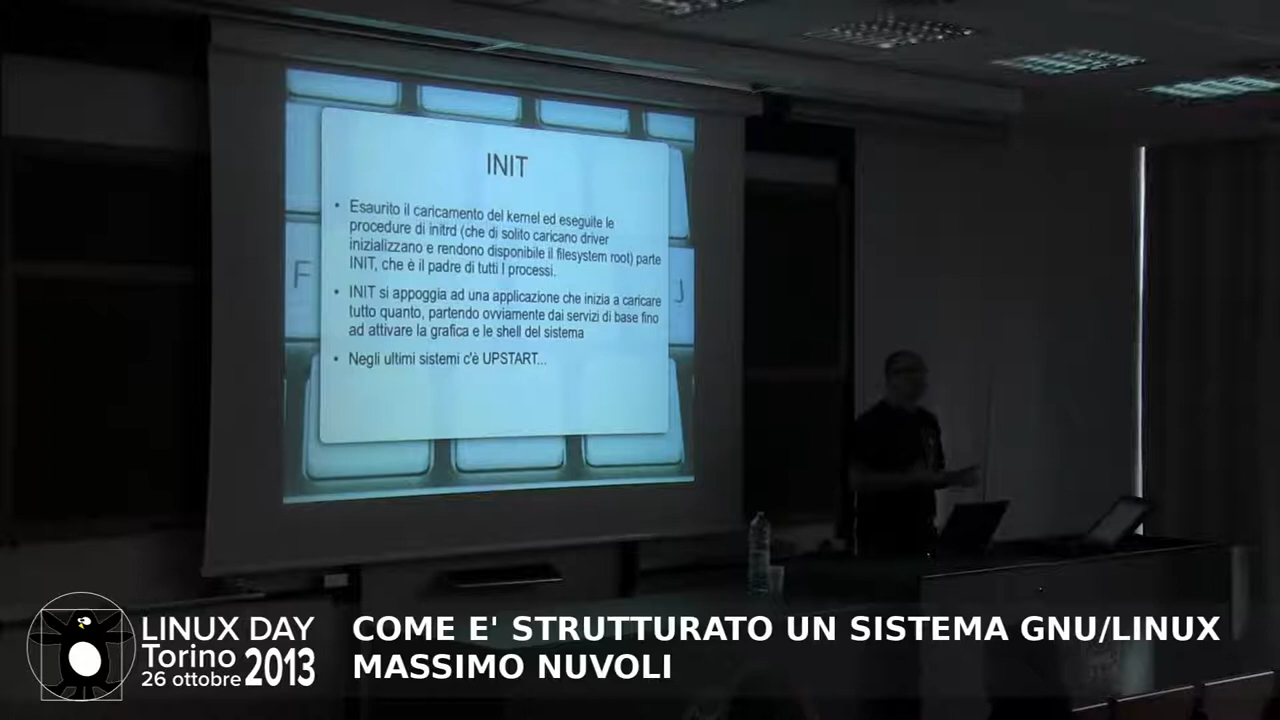 INIT
• Esaurito il caricamento del kernel ed eseguite le
procedure di initrd (che di solito caricano driver
inizializzano e rendono disponibile il filesystem root) parte
INIT, che è il padre di tutti I processi.
• INIT si appoggia ad una applicazione che inizia a caricare
tutto quanto, partendo ovviamente dai servizi di base fino
ad attivare la grafica e le shell del sistema
• Negli ultimi sistemi c'è UPSTART...
F
J
LINUX DAY
Torino 2013
26 ottobre
COME E' STRUTTURATO UN SISTEMA GNU/LINUX
MASSIMO NUVOLI